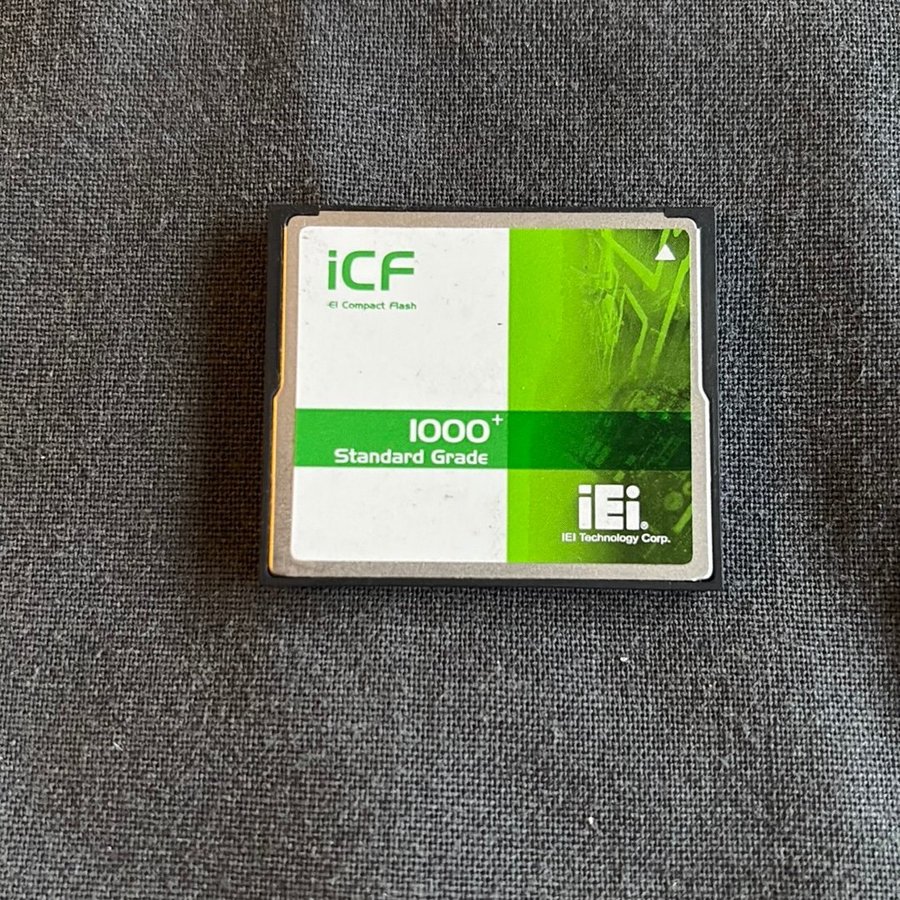 iCF
iEi Compact Flash
1000+
Standard Grade
iEi®
IEI Technology Corp.